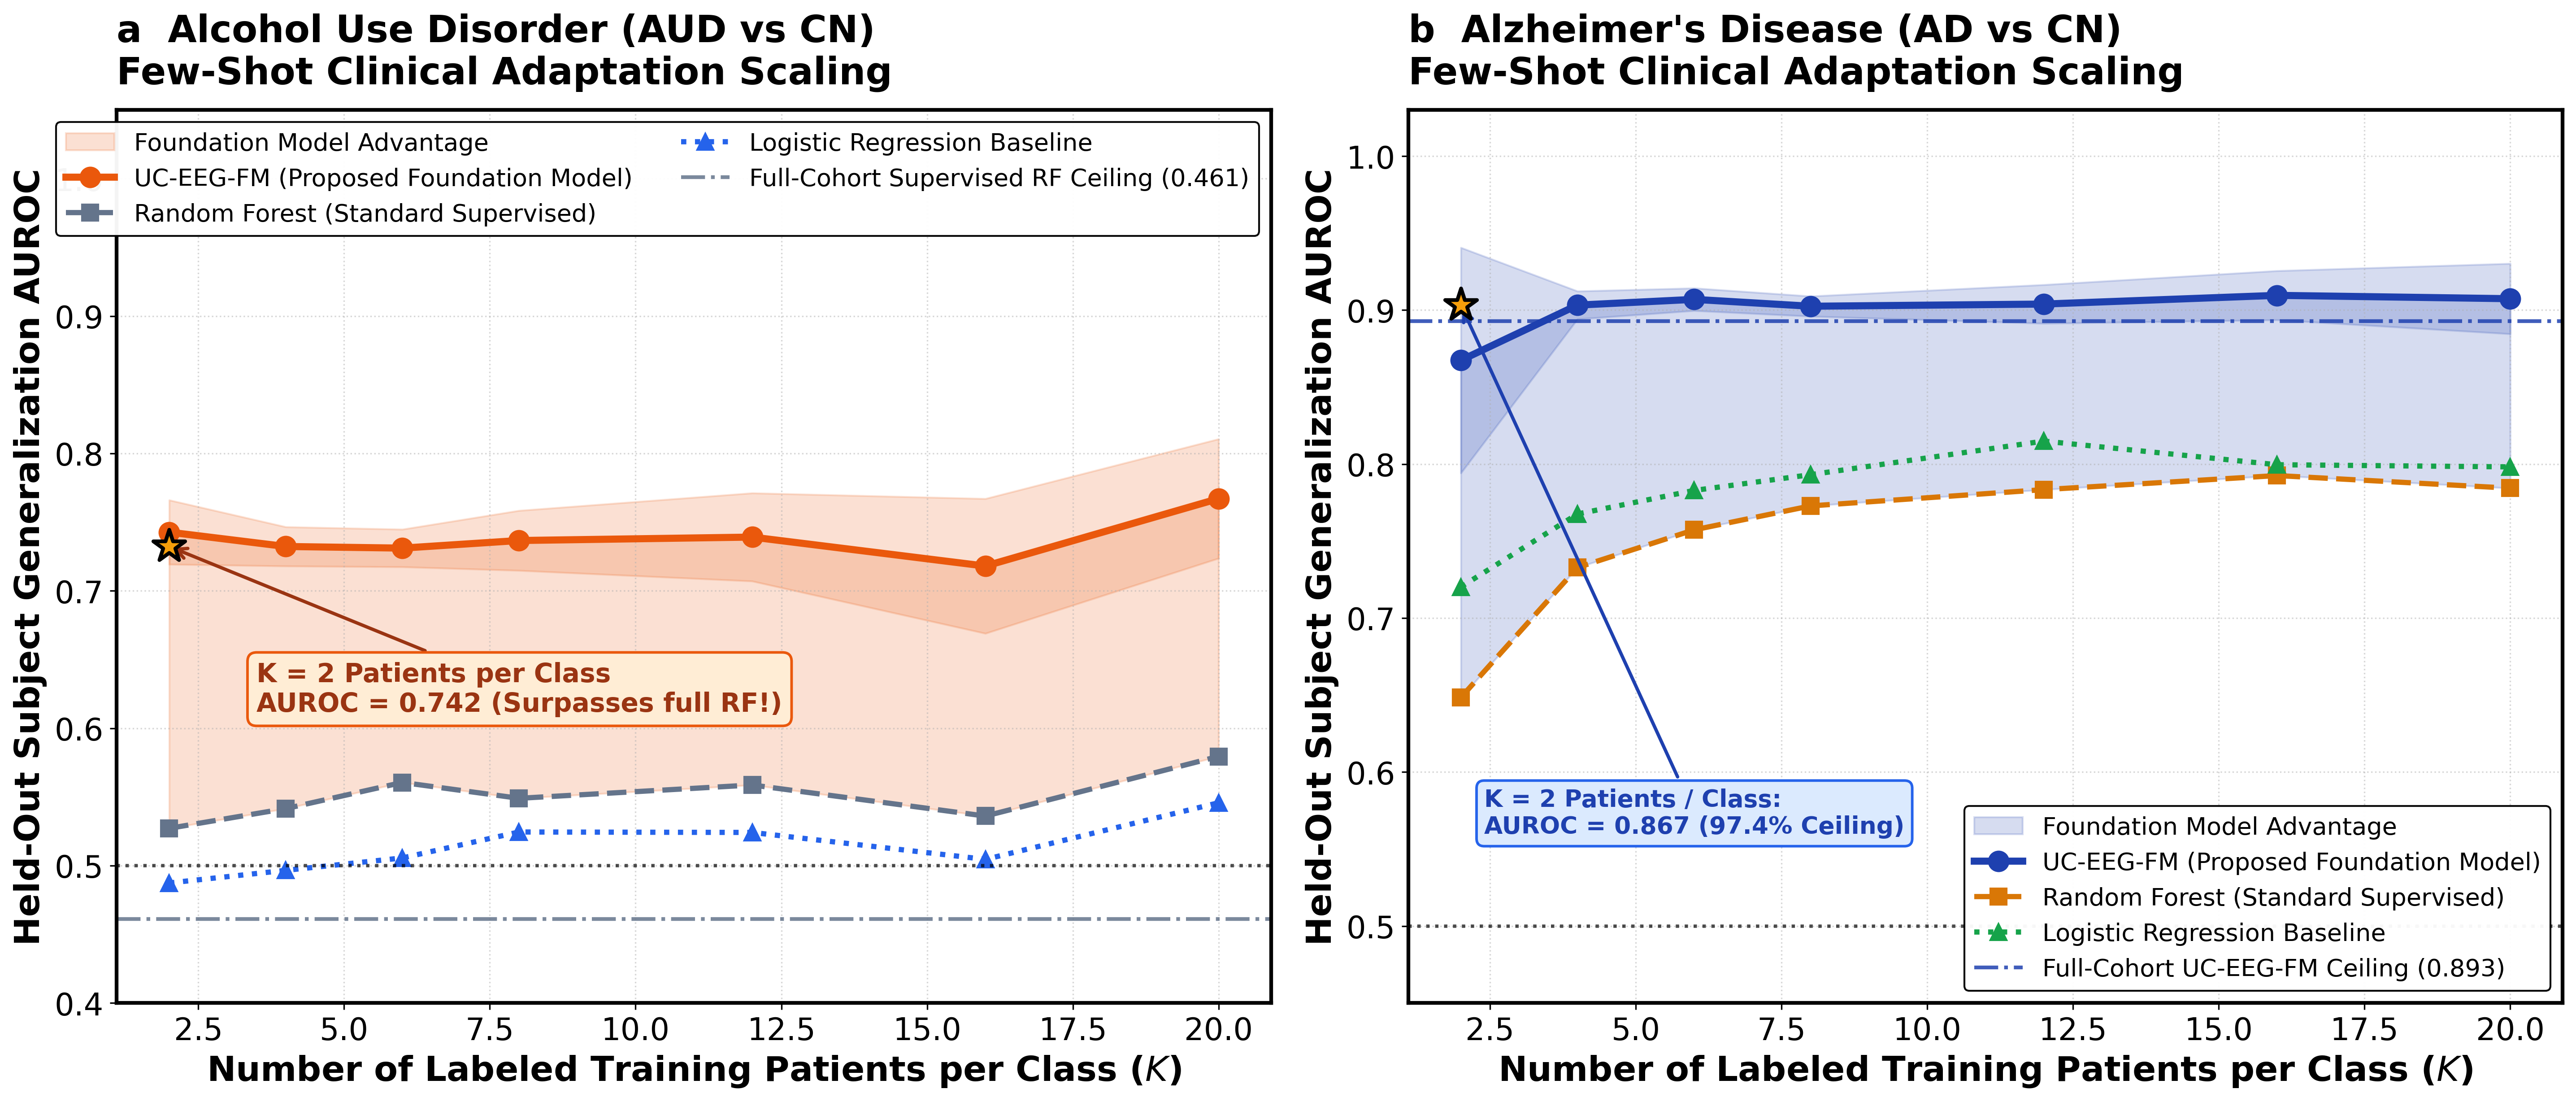 a  Alcohol Use Disorder (AUD vs CN)
Few-Shot Clinical Adaptation Scaling
Held-Out Subject Generalization AUROC
Foundation Model Advantage
UC-EEG-FM (Proposed Foundation Model)
Random Forest (Standard Supervised)
Logistic Regression Baseline
Full-Cohort Supervised RF Ceiling (0.461)
0.9
0.8
0.7
0.6
0.5
0.4
K = 2 Patients per Class
AUROC = 0.742 (Surpasses full RF!)
2.5 5.0 7.5 10.0 12.5 15.0 17.5 20.0
Number of Labeled Training Patients per Class (K)
b  Alzheimer's Disease (AD vs CN)
Few-Shot Clinical Adaptation Scaling
Held-Out Subject Generalization AUROC
1.0
0.9
0.8
0.7
0.6
0.5
K = 2 Patients / Class:
AUROC = 0.867 (97.4% Ceiling)
Foundation Model Advantage
UC-EEG-FM (Proposed Foundation Model)
Random Forest (Standard Supervised)
Logistic Regression Baseline
Full-Cohort UC-EEG-FM Ceiling (0.893)
2.5 5.0 7.5 10.0 12.5 15.0 17.5 20.0
Number of Labeled Training Patients per Class (K)